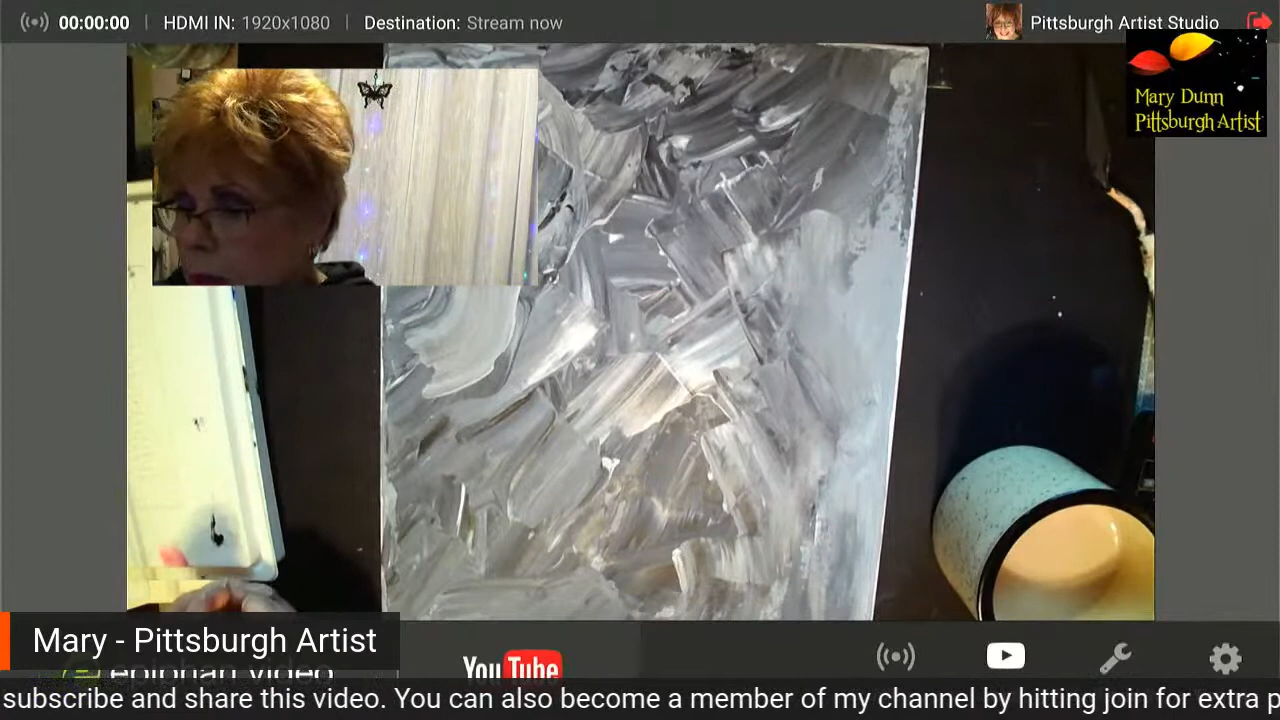 00:00:00 HDMI IN: 1920x1080 Destination: Stream now Pittsburgh Artist Studio
Mary Dunn
Pittsburgh Artist
Mary - Pittsburgh Artist
epiphan video
YouTube
subscribe and share this video. You can also become a member of my channel by hitting join for extra p